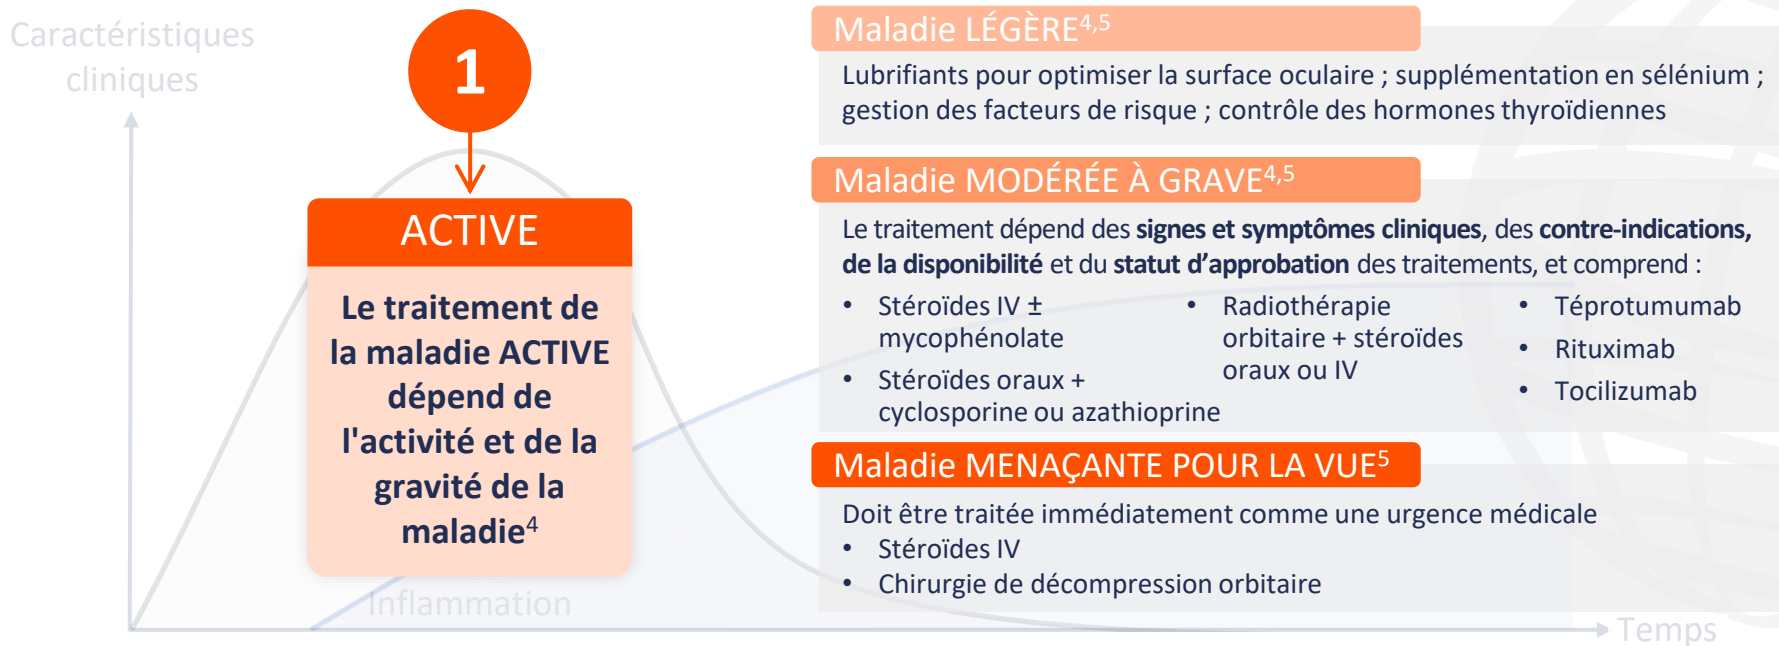 Caractéristiques
cliniques
1
ACTIVE
Le traitement de
la maladie ACTIVE
dépend de
l'activité et de la
gravité de la
maladie⁴
Inflammation
Temps
Maladie LÉGÈRE⁴,⁵
Lubrifiants pour optimiser la surface oculaire ; supplémentation en sélénium ;
gestion des facteurs de risque ; contrôle des hormones thyroïdiennes
Maladie MODÉRÉE À GRAVE⁴,⁵
Le traitement dépend des signes et symptômes cliniques, des contre-indications,
de la disponibilité et du statut d’approbation des traitements, et comprend :
• Stéroïdes IV ±
mycophénolate
• Stéroïdes oraux +
cyclosporine ou azathioprine
• Radiothérapie
orbitaire + stéroïdes
oraux ou IV
• Téprotumumab
• Rituximab
• Tocilizumab
Maladie MENAÇANTE POUR LA VUE⁵
Doit être traitée immédiatement comme une urgence médicale
• Stéroïdes IV
• Chirurgie de décompression orbitaire